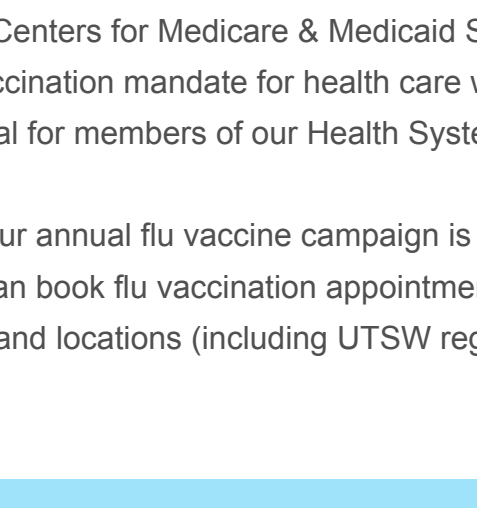 Centers for Medicare & Medicaid S
ccination mandate for health care w
al for members of our Health Syste
ur annual flu vaccine campaign is
an book flu vaccination appointme
and locations (including UTSW reg